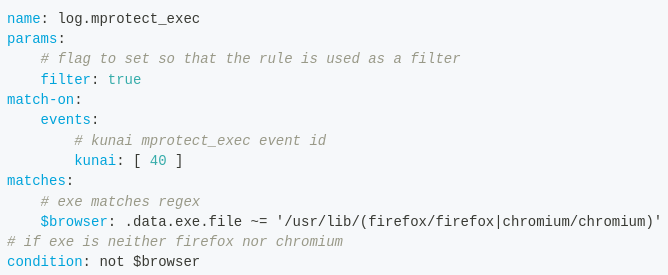 name: log.mprotect_exec
params:
    # flag to set so that the rule is used as a filter
    filter: true
match-on:
    events:
        # kunai mprotect_exec event id
        kunai: [ 40 ]
matches:
    # exe matches regex
    $browser: .data.exe.file ~= '/usr/lib/(firefox/firefox|chromium/chromium)'
# if exe is neither firefox nor chromium
condition: not $browser